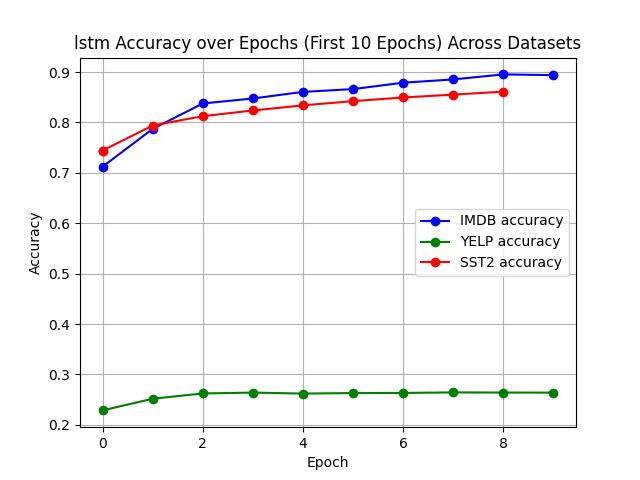 lstm Accuracy over Epochs (First 10 Epochs) Across Datasets
0.9
0.8
0.7
0.6
0.5
0.4
0.3
0.2
Accuracy
IMDB accuracy
YELP accuracy
SST2 accuracy
0 2 4 6 8
Epoch